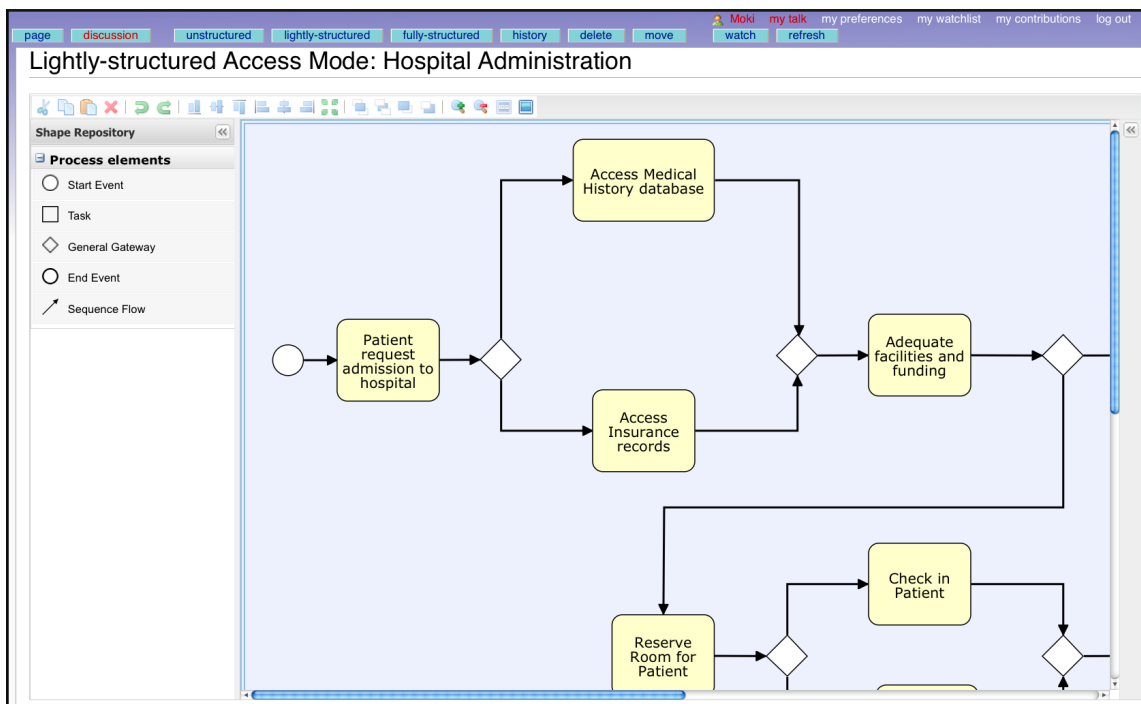 Moki my talk my preferences my watchlist my contributions log out
page discussion unstructured lightly-structured fully-structured history delete move watch refresh
Lightly-structured Access Mode: Hospital Administration
Shape Repository
Process elements
Start Event
Task
General Gateway
End Event
Sequence Flow
Access Medical
History database
Patient
request
admission to
hospital
Adequate
facilities and
funding
Access
Insurance
records
Check in
Patient
Reserve
Room for
Patient